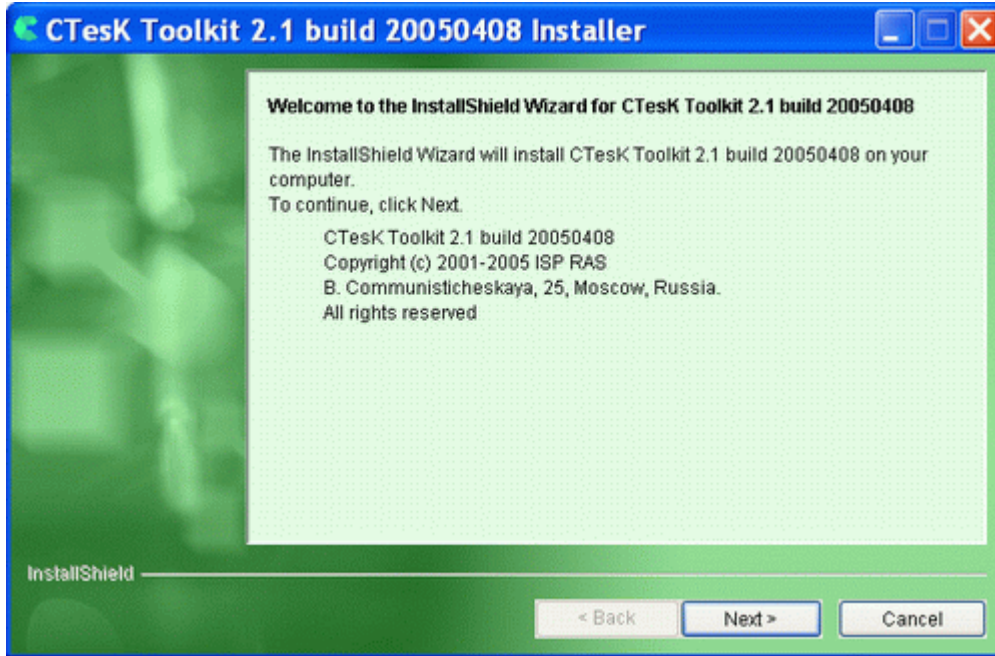 CTesK Toolkit 2.1 build 20050408 Installer
Welcome to the InstallShield Wizard for CTesK Toolkit 2.1 build 20050408
The InstallShield Wizard will install CTesK Toolkit 2.1 build 20050408 on your
computer.
To continue, click Next.
CTesK Toolkit 2.1 build 20050408
Copyright (c) 2001-2005 ISP RAS
B. Communisticheskaya, 25, Moscow, Russia.
All rights reserved
InstallShield
< Back
Next >
Cancel